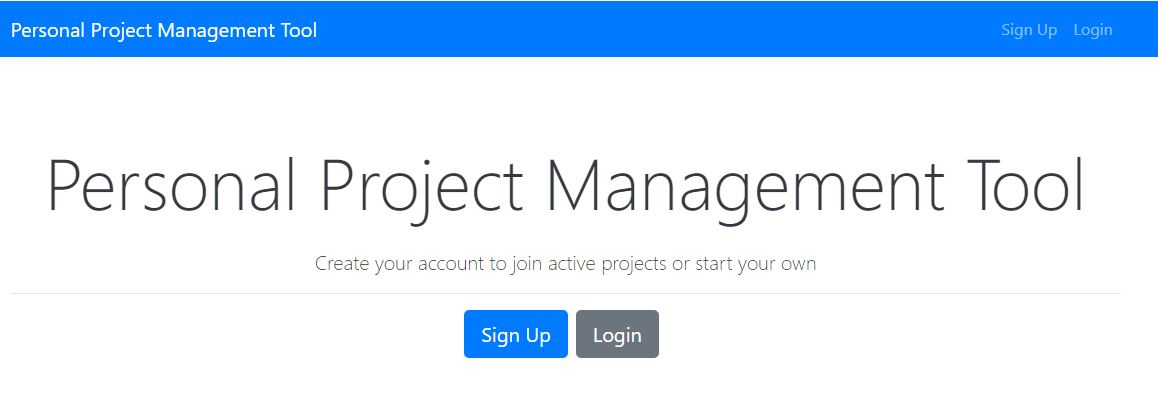 Personal Project Management Tool Sign Up Login
Personal Project Management Tool
Create your account to join active projects or start your own
Sign Up Login